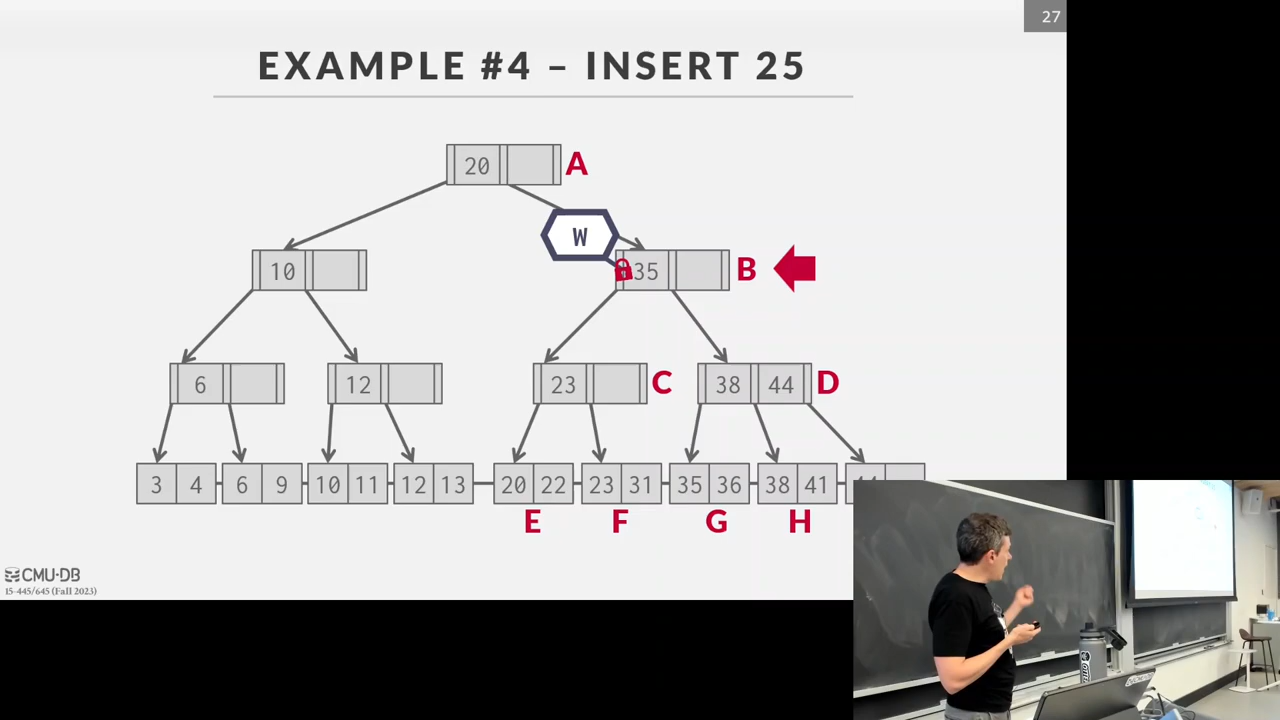 27
EXAMPLE #4 – INSERT 25
20 A
W
10 35 B
6 12 23 C 38 44 D
3 4 6 9 10 11 12 13 20 22 23 31 35 36 38 41
E F G H
CMU·DB
15-445/645 (Fall 2023)